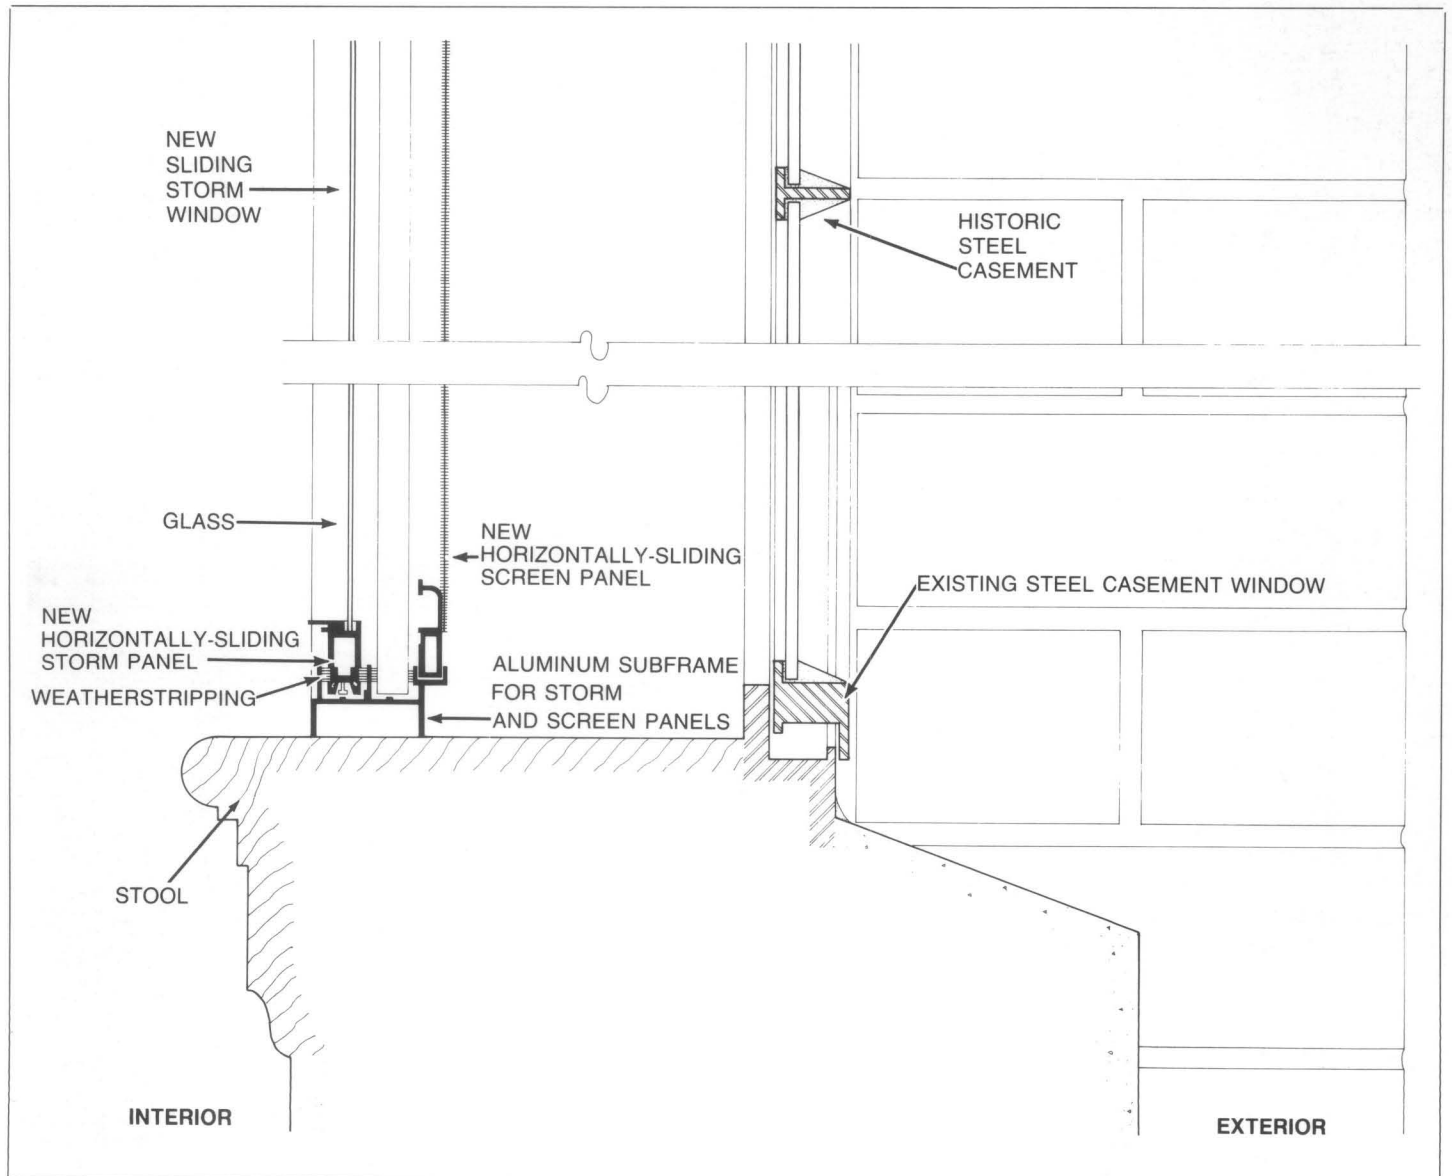 NEW
SLIDING
STORM
WINDOW
HISTORIC
STEEL
CASEMENT
GLASS
NEW
HORIZONTALLY-SLIDING
SCREEN PANEL
EXISTING STEEL CASEMENT WINDOW
NEW
HORIZONTALLY-SLIDING
STORM PANEL
WEATHERSTRIPPING
ALUMINUM SUBFRAME
FOR STORM
AND SCREEN PANELS
STOOL
INTERIOR
EXTERIOR